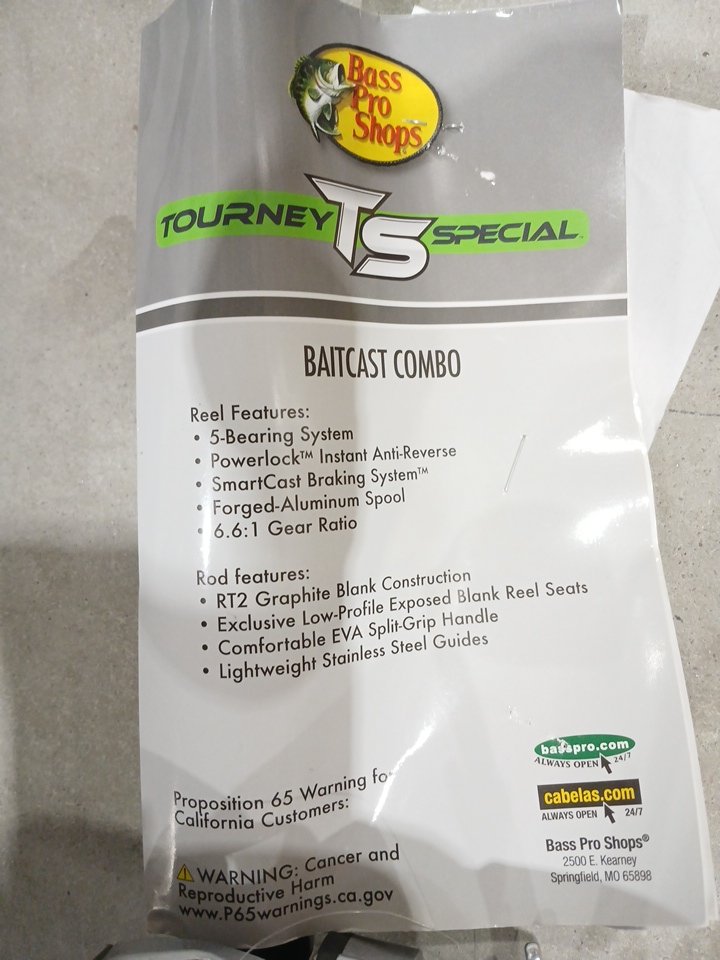 Bass
Pro
Shops
TOURNEY TS SPECIAL™
BAITCAST COMBO
Reel Features:
• 5-Bearing System
• Powerlock™ Instant Anti-Reverse
• SmartCast Braking System™
• Forged-Aluminum Spool
• 6.6:1 Gear Ratio
Rod features:
• RT2 Graphite Blank Construction
• Exclusive Low-Profile Exposed Blank Reel Seats
• Comfortable EVA Split-Grip Handle
• Lightweight Stainless Steel Guides
basspro.com
ALWAYS OPEN 24/7
cabelas.com
ALWAYS OPEN 24/7
Bass Pro Shops®
2500 E. Kearney
Springfield, MO 65898
Proposition 65 Warning fo
California Customers:
WARNING: Cancer and
Reproductive Harm
www.P65warnings.ca.gov